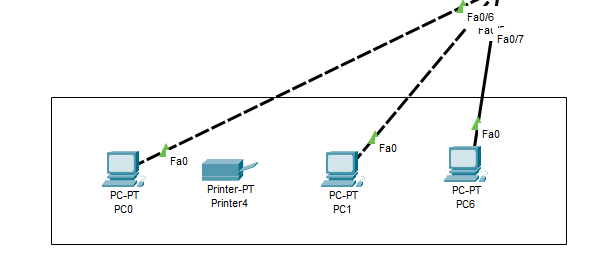 Fa0/6
Fa0/7
Fa0
Fa0
Fa0
PC-PT
PC0
Printer-PT
Printer4
PC-PT
PC1
PC-PT
PC6